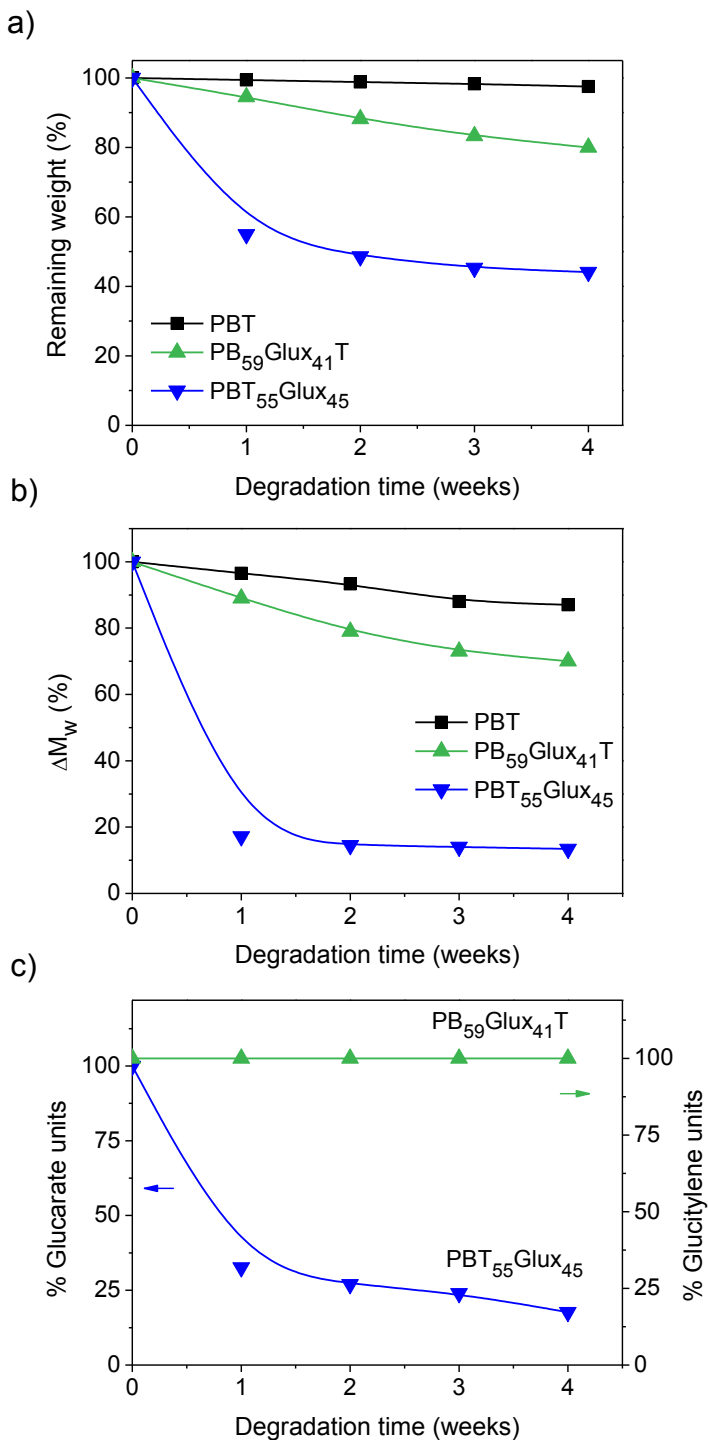 a)
100
80
60
40
20
0
Remaining weight (%)
PBT
PB59Glux41T
PBT55Glux45
0 1 2 3 4
Degradation time (weeks)
b)
100
80
60
40
20
0
ΔMw (%)
PBT
PB59Glux41T
PBT55Glux45
0 1 2 3 4
Degradation time (weeks)
c)
100
75
50
25
0
% Glucarate units
PB59Glux41T
PBT55Glux45
100
75
50
25
0
% Glucitylene units
0 1 2 3 4
Degradation time (weeks)